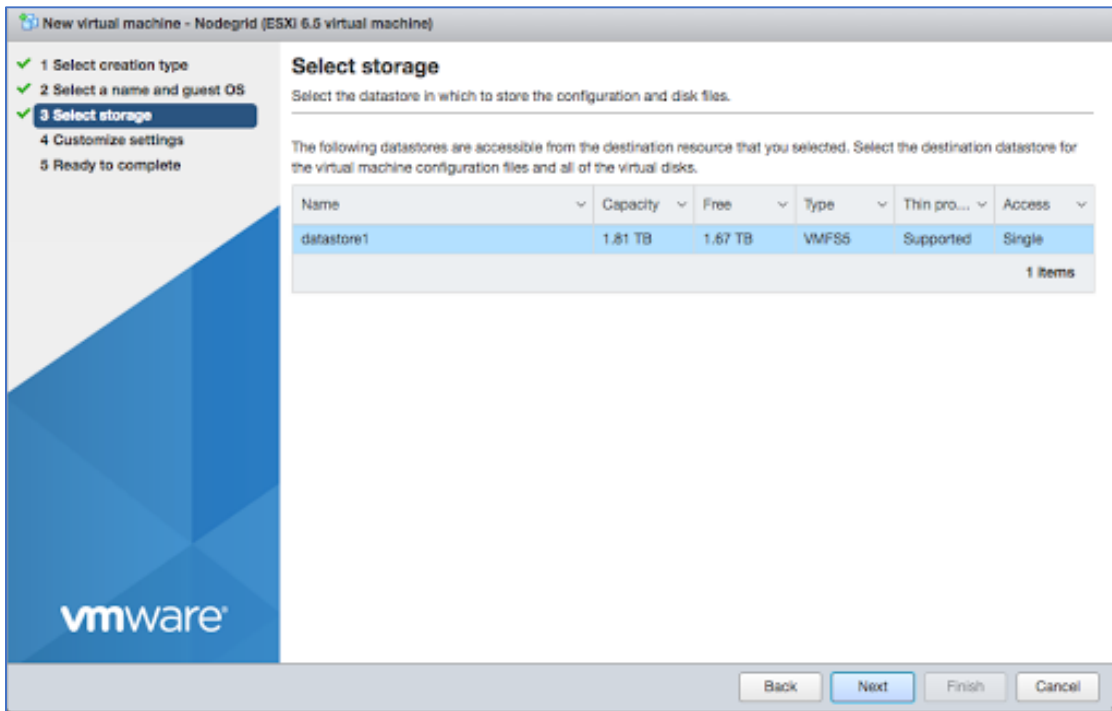 New virtual machine - Nodegrid (ESXi 6.5 virtual machine)
1 Select creation type
2 Select a name and guest OS
3 Select storage
4 Customize settings
5 Ready to complete
Select storage
Select the datastore in which to store the configuration and disk files.
The following datastores are accessible from the destination resource that you selected. Select the destination datastore for
the virtual machine configuration files and all of the virtual disks.
Name Capacity Free Type Thin pro... Access
datastore1 1.81 TB 1.67 TB VMFS5 Supported Single
1 items
vmware®
Back Next Finish Cancel